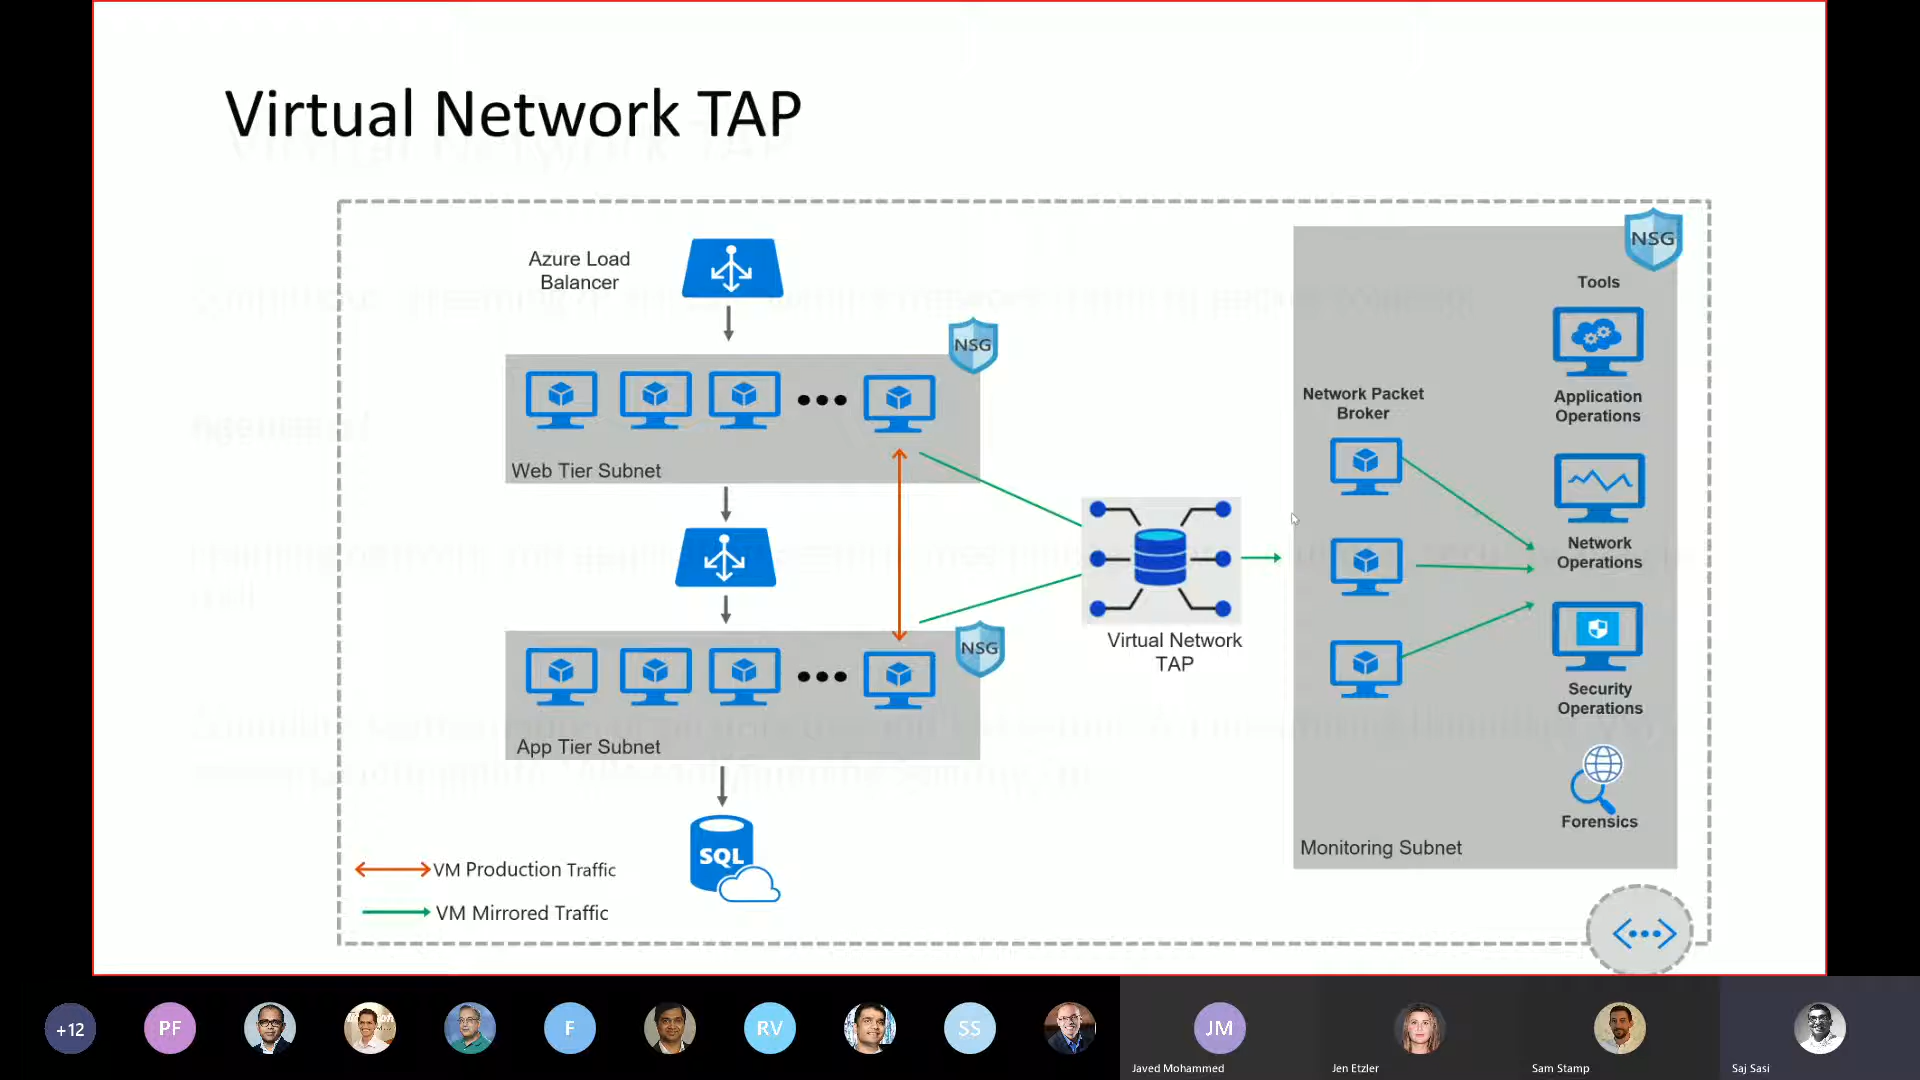 Virtual Network TAP
Azure Load
Balancer
NSG
Web Tier Subnet
NSG
App Tier Subnet
SQL
VM Production Traffic
VM Mirrored Traffic
Virtual Network
TAP
NSG
Tools
Application
Operations
Network Packet
Broker
Network
Operations
Security
Operations
Forensics
Monitoring Subnet
+12
PF
F
RV
SS
JM
Javed Mohammed
Jen Etzler
Sam Stamp
Saj Sasi